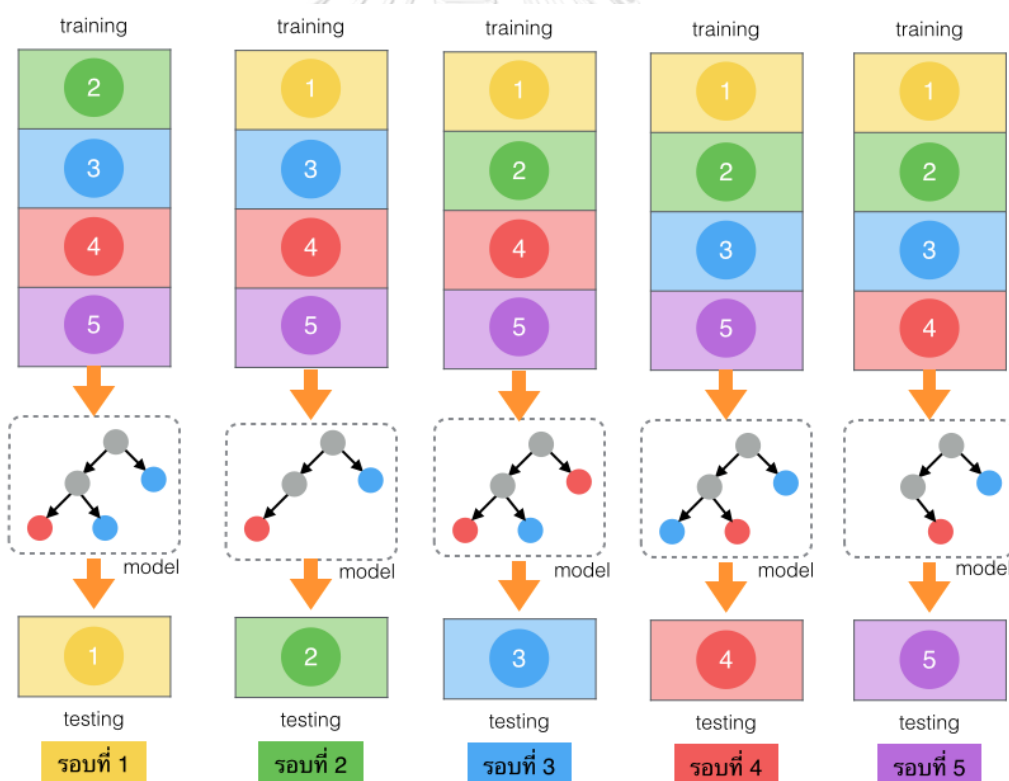 training training training training training
2 1 1 1 1
3 3 2 2 2
4 4 4 3 3
5 5 5 5 4
model model model model model
1 2 3 4 5
testing testing testing testing testing
รอบที่ 1 รอบที่ 2 รอบที่ 3 รอบที่ 4 รอบที่ 5